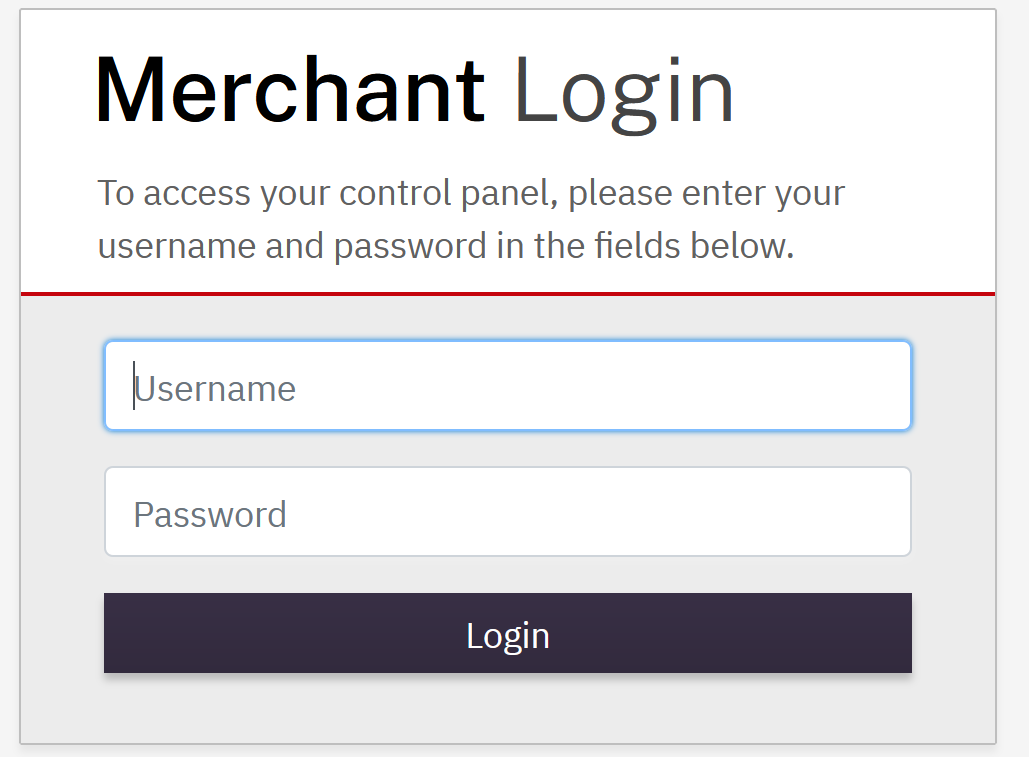 Merchant Login
To access your control panel, please enter your
username and password in the fields below.
Username
Password
Login